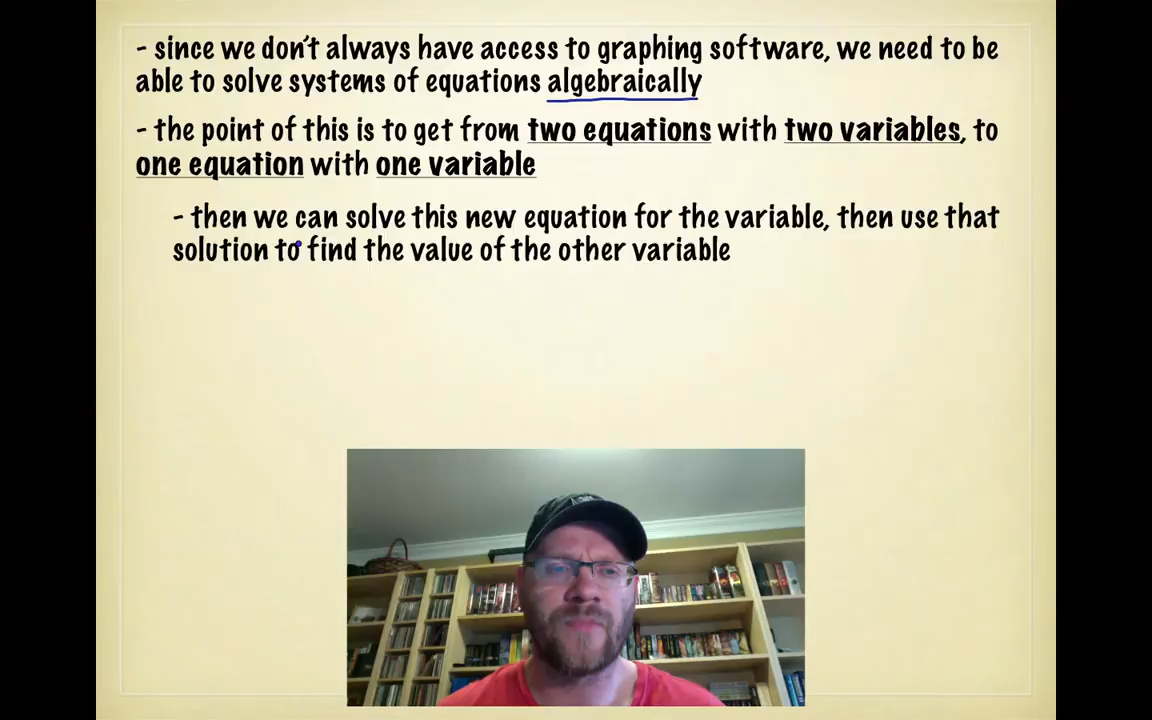 - since we don't always have access to graphing software, we need to be
able to solve systems of equations algebraically
- the point of this is to get from two equations with two variables, to
one equation with one variable
- then we can solve this new equation for the variable, then use that
solution to find the value of the other variable